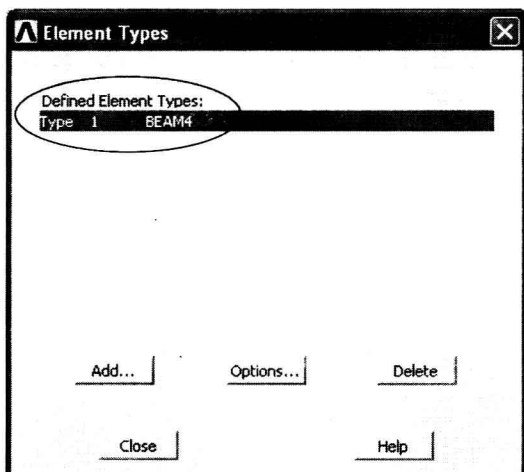 Element Types
Defined Element Types:
Type 1 BEAM4
Add... Options... Delete
Close Help